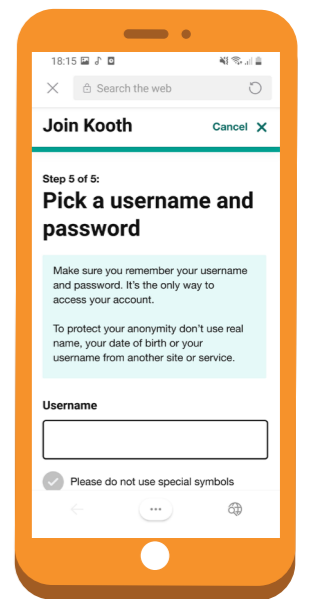 18:15
Search the web
Join Kooth
Cancel X
Step 5 of 5:
Pick a username and
password
Make sure you remember your username
and password. It's the only way to
access your account.
To protect your anonymity don't use real
name, your date of birth or your
username from another site or service.
Username
Please do not use special symbols